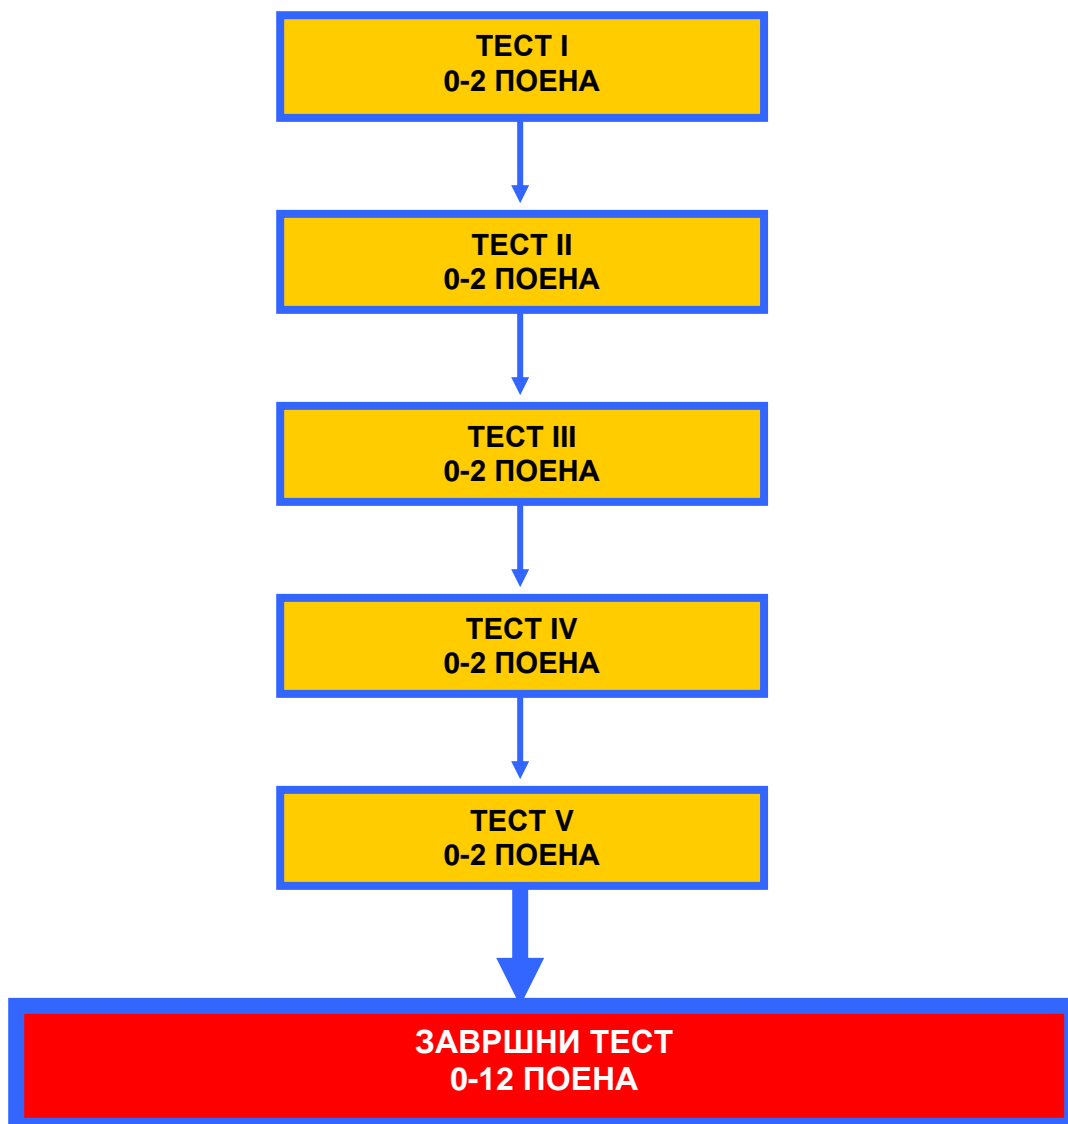 ТЕСТ I
0-2 ПОЕНА
ТЕСТ II
0-2 ПОЕНА
ТЕСТ III
0-2 ПОЕНА
ТЕСТ IV
0-2 ПОЕНА
ТЕСТ V
0-2 ПОЕНА
ЗАВРШНИ ТЕСТ
0-12 ПОЕНА